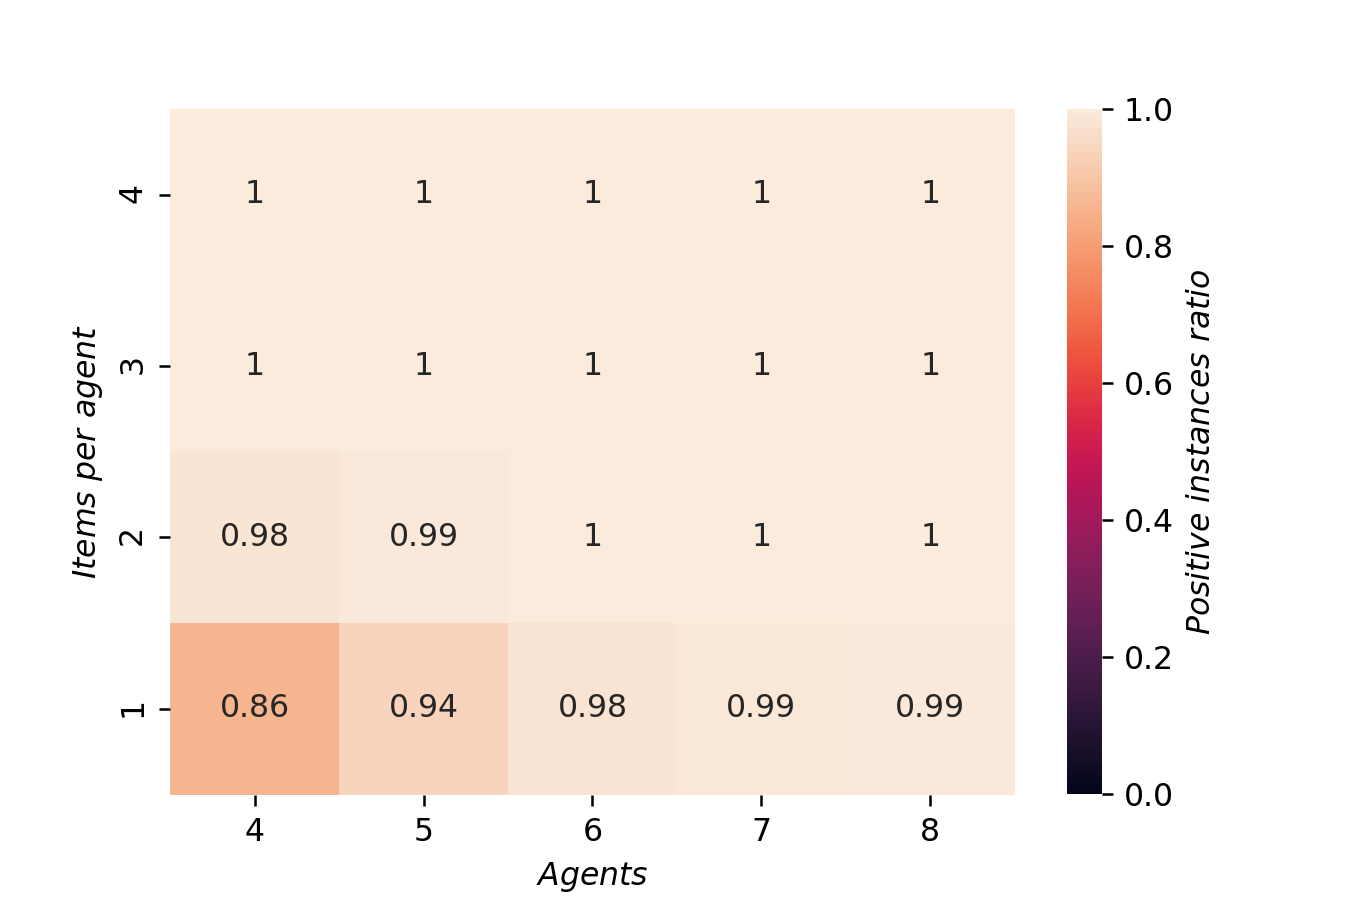 4 1 1 1 1 1
3 1 1 1 1 1
2 0.98 0.99 1 1 1
1 0.86 0.94 0.98 0.99 0.99
4 5 6 7 8
Agents
Items per agent
1.0
0.8
0.6
0.4
0.2
0.0
Positive instances ratio